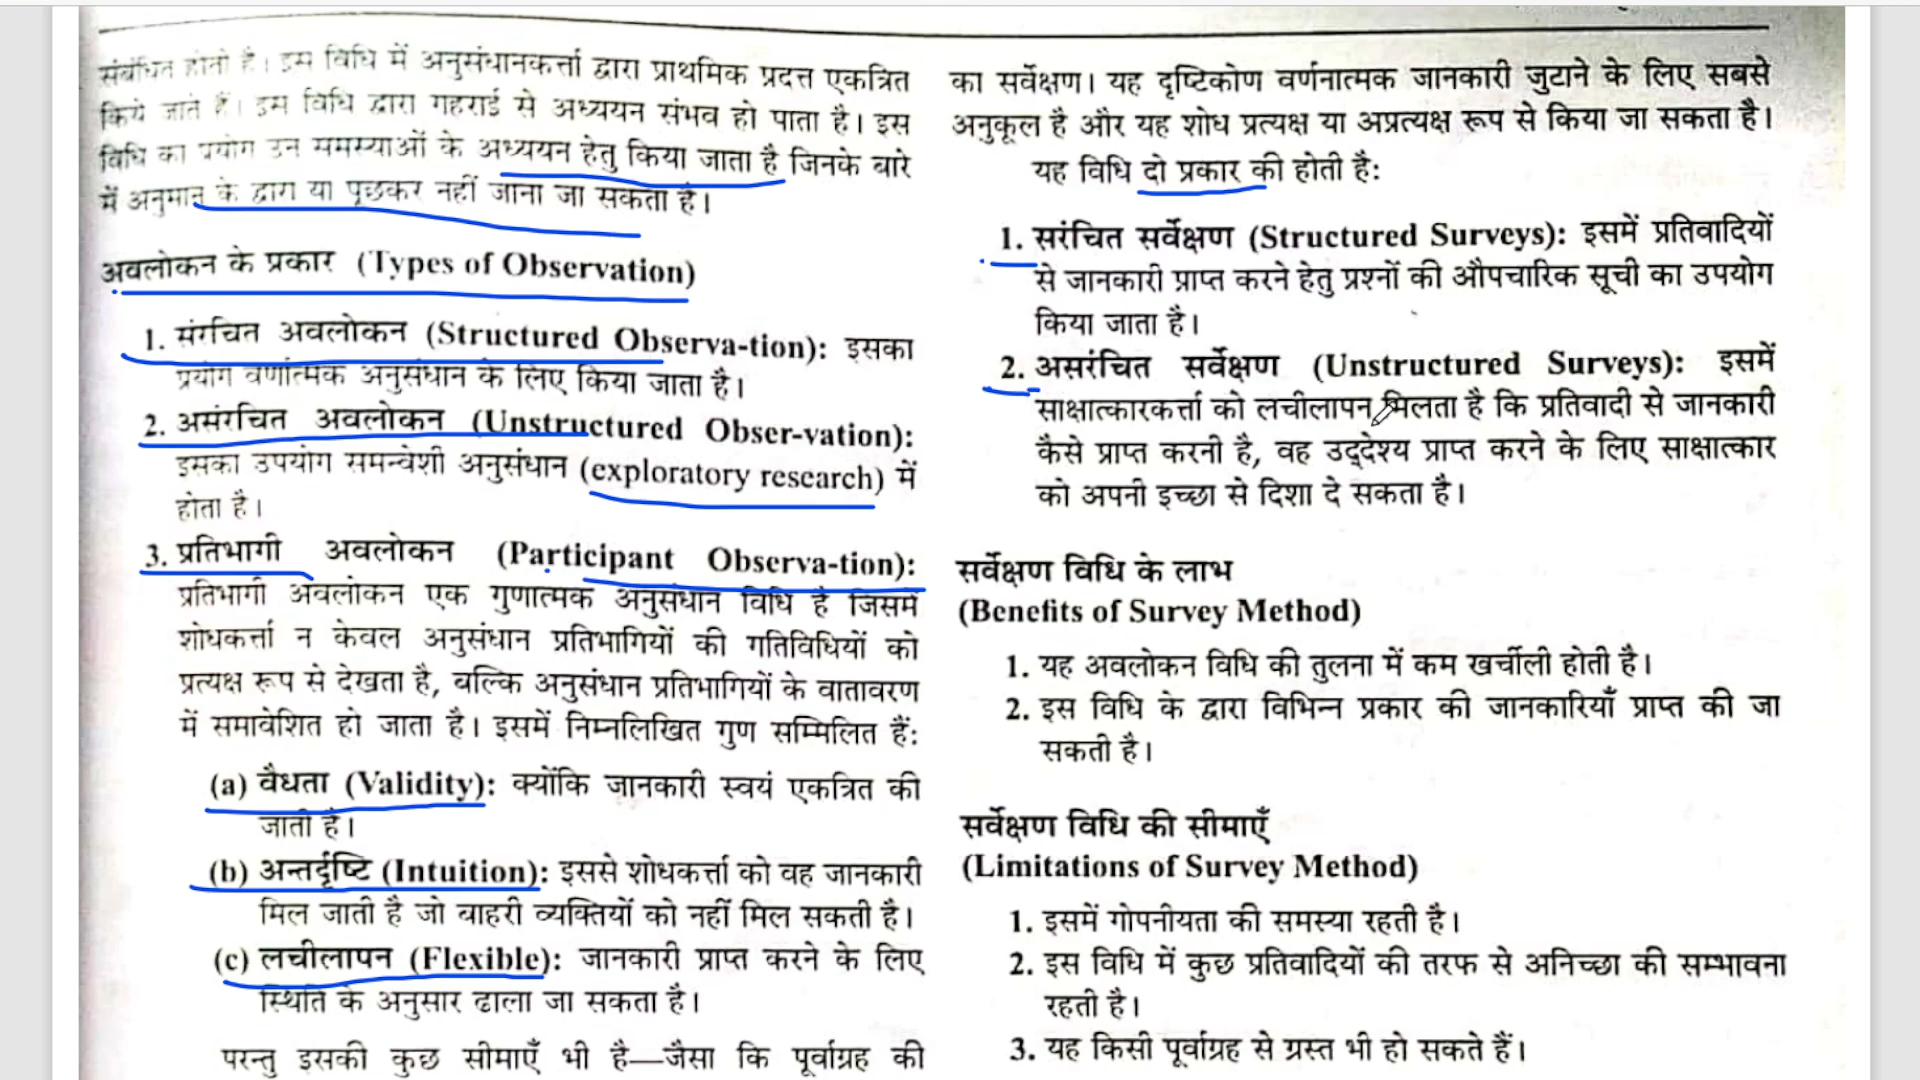 संबंधित होती है। इस विधि में अनुसंधानकर्त्ता द्वारा प्राथमिक प्रदत्त एकत्रित
किये जाते हैं। इस विधि द्वारा गहराई से अध्ययन संभव हो पाता है। इस
विधि का प्रयोग उन समस्याओं के अध्ययन हेतु किया जाता है जिनके बारे
में अनुमान के द्वारा या पूछकर नहीं जाना जा सकता है।
अवलोकन के प्रकार (Types of Observation)
1. संरचित अवलोकन (Structured Observa-tion): इसका
प्रयोग वर्णात्मक अनुसंधान के लिए किया जाता है।
2. असंरचित अवलोकन (Unstructured Obser-vation):
इसका उपयोग समन्वेशी अनुसंधान (exploratory research) में
होता है।
3. प्रतिभागी अवलोकन (Participant Observa-tion):
प्रतिभागी अवलोकन एक गुणात्मक अनुसंधान विधि है जिसमें
शोधकर्त्ता न केवल अनुसंधान प्रतिभागियों की गतिविधियों को
प्रत्यक्ष रूप से देखता है, बल्कि अनुसंधान प्रतिभागियों के वातावरण
में समावेशित हो जाता है। इसमें निम्नलिखित गुण सम्मिलित हैं:
(a) वैधता (Validity): क्योंकि जानकारी स्वयं एकत्रित की
जाती है।
(b) अन्तर्दृष्टि (Intuition): इससे शोधकर्त्ता को वह जानकारी
मिल जाती है जो बाहरी व्यक्तियों को नहीं मिल सकती है।
(c) लचीलापन (Flexible): जानकारी प्राप्त करने के लिए
स्थिति के अनुसार ढाला जा सकता है।
परन्तु इसकी कुछ सीमाएँ भी है—जैसा कि पूर्वाग्रह की
का सर्वेक्षण। यह दृष्टिकोण वर्णनात्मक जानकारी जुटाने के लिए सबसे
अनुकूल है और यह शोध प्रत्यक्ष या अप्रत्यक्ष रूप से किया जा सकता है।
यह विधि दो प्रकार की होती है:
1. सरंचित सर्वेक्षण (Structured Surveys): इसमें प्रतिवादियों
से जानकारी प्राप्त करने हेतु प्रश्नों की औपचारिक सूची का उपयोग
किया जाता है।
2. असरंचित सर्वेक्षण (Unstructured Surveys): इसमें
साक्षात्कारकर्त्ता को लचीलापन मिलता है कि प्रतिवादी से जानकारी
कैसे प्राप्त करनी है, वह उद्देश्य प्राप्त करने के लिए साक्षात्कार
को अपनी इच्छा से दिशा दे सकता है।
सर्वेक्षण विधि के लाभ
(Benefits of Survey Method)
1. यह अवलोकन विधि की तुलना में कम खर्चीली होती है।
2. इस विधि के द्वारा विभिन्न प्रकार की जानकारियाँ प्राप्त की जा
सकती है।
सर्वेक्षण विधि की सीमाएँ
(Limitations of Survey Method)
1. इसमें गोपनीयता की समस्या रहती है।
2. इस विधि में कुछ प्रतिवादियों की तरफ से अनिच्छा की सम्भावना
रहती है।
3. यह किसी पूर्वाग्रह से ग्रस्त भी हो सकते हैं।